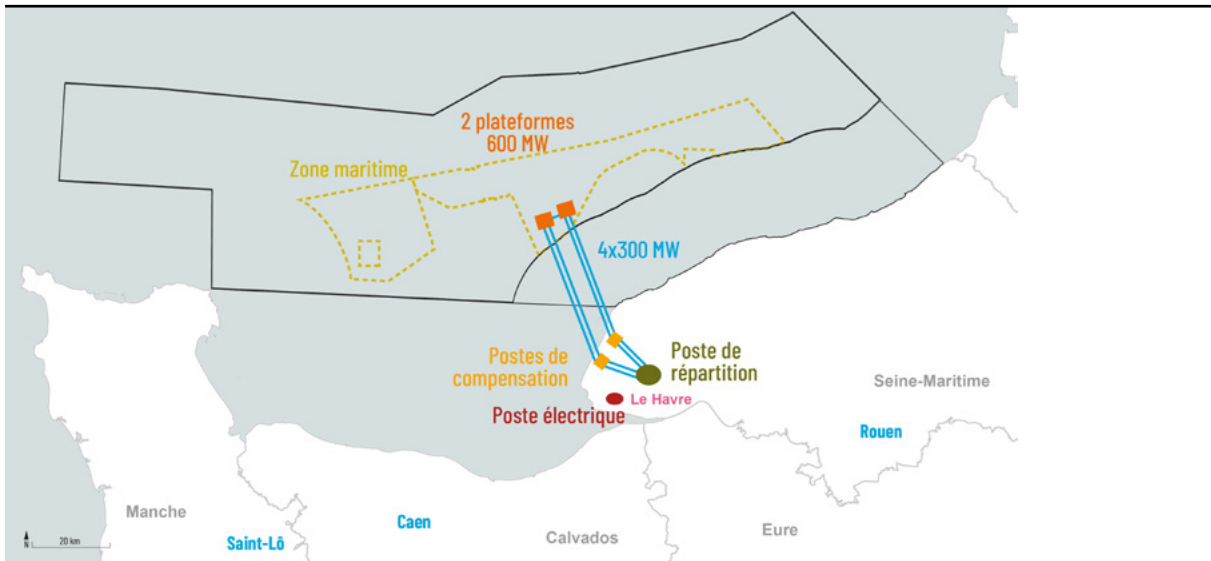 2 plateformes
600 MW
Zone maritime
4x300 MW
Postes de
compensation
Poste de
répartition
Seine-Maritime
Le Havre
Poste électrique
Rouen
Manche
Caen
Saint-Lô
Calvados
Eure
N
20 km